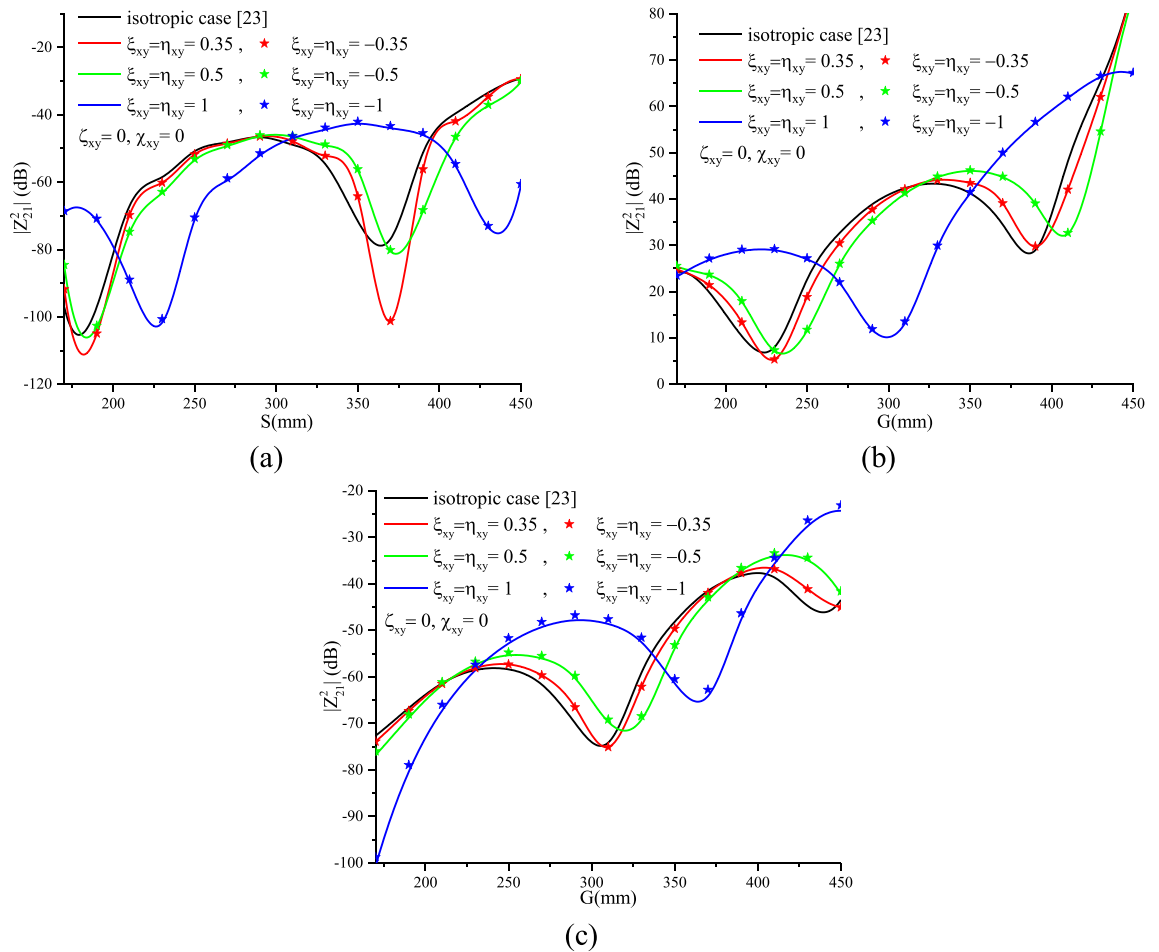 isotropic case [23]
ξxy=ηxy= 0.35 , ★ ξxy=ηxy= −0.35
ξxy=ηxy= 0.5 , ★ ξxy=ηxy= −0.5
ξxy=ηxy= 1 , ★ ξxy=ηxy= −1
ζxy= 0, χxy= 0
-20
-40
-60
-80
-100
-120
|Z²21| (dB)
200 250 300 350 400 450
S(mm)
(a)
isotropic case [23]
ξxy=ηxy= 0.35 , ★ ξxy=ηxy= −0.35
ξxy=ηxy= 0.5 , ★ ξxy=ηxy= −0.5
ξxy=ηxy= 1 , ★ ξxy=ηxy= −1
ζxy= 0, χxy= 0
80
70
60
50
40
30
20
10
0
|Z²21| (dB)
200 250 300 350 400 450
G(mm)
(b)
isotropic case [23]
ξxy=ηxy= 0.35 , ★ ξxy=ηxy= −0.35
ξxy=ηxy= 0.5 , ★ ξxy=ηxy= −0.5
ξxy=ηxy= 1 , ★ ξxy=ηxy= −1
ζxy= 0, χxy= 0
-20
-30
-40
-50
-60
-70
-80
-90
-100
|Z²21| (dB)
200 250 300 350 400 450
G(mm)
(c)